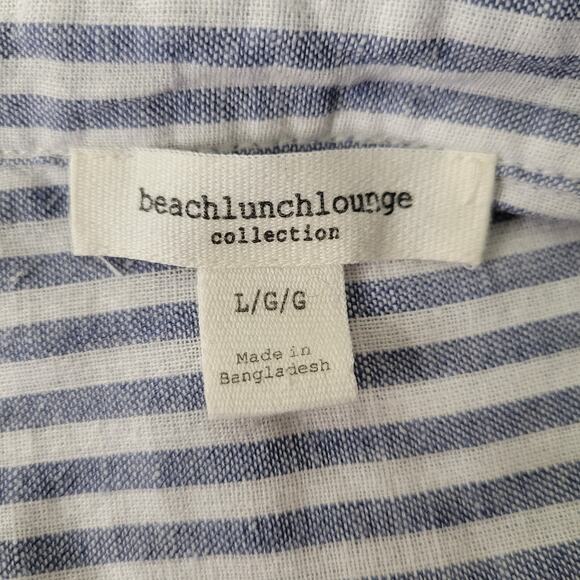 beachlunchlounge
collection
L/G/G
Made in
Bangladesh